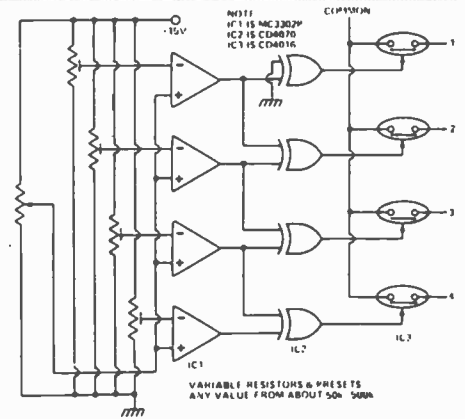 NOTE
IC1 IS MC3302P
IC2 IS CD4070
IC3 IS CD4016
COMMON
+15V
1
2
3
4
IC1
IC2
IC3
VARIABLE RESISTORS & PRESETS
ANY VALUE FROM ABOUT 50k - 500k